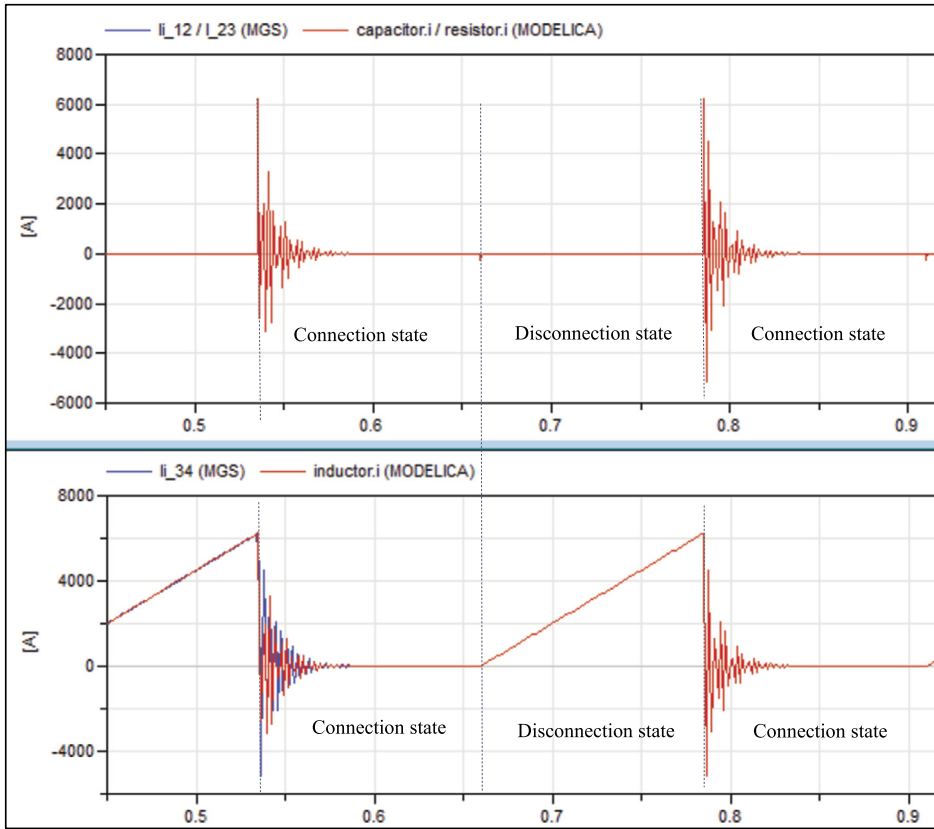 Ii_12 / I_23 (MGS) capacitor.i / resistor.i (MODELICA)
8000
6000
4000
2000
0
-2000
-4000
-6000
[A]
Connection state Disconnection state Connection state
0.5 0.6 0.7 0.8 0.9
Ii_34 (MGS) inductor.i (MODELICA)
8000
4000
0
-4000
[A]
Connection state Disconnection state Connection state
0.5 0.6 0.7 0.8 0.9